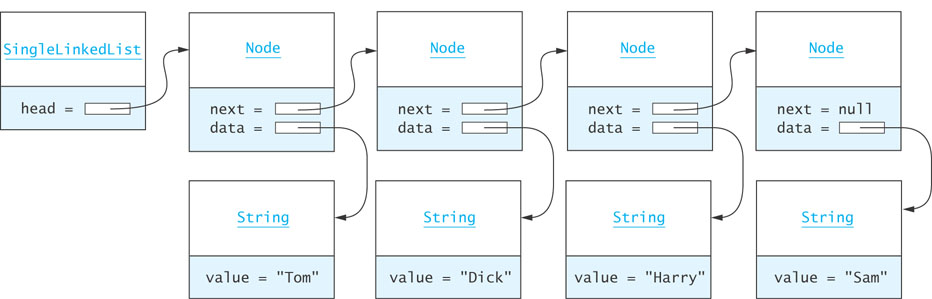 SingleLinkedList
head =
Node
next =
data =
Node
next =
data =
Node
next =
data =
Node
next = null
data =
String
value = "Tom"
String
value = "Dick"
String
value = "Harry"
String
value = "Sam"